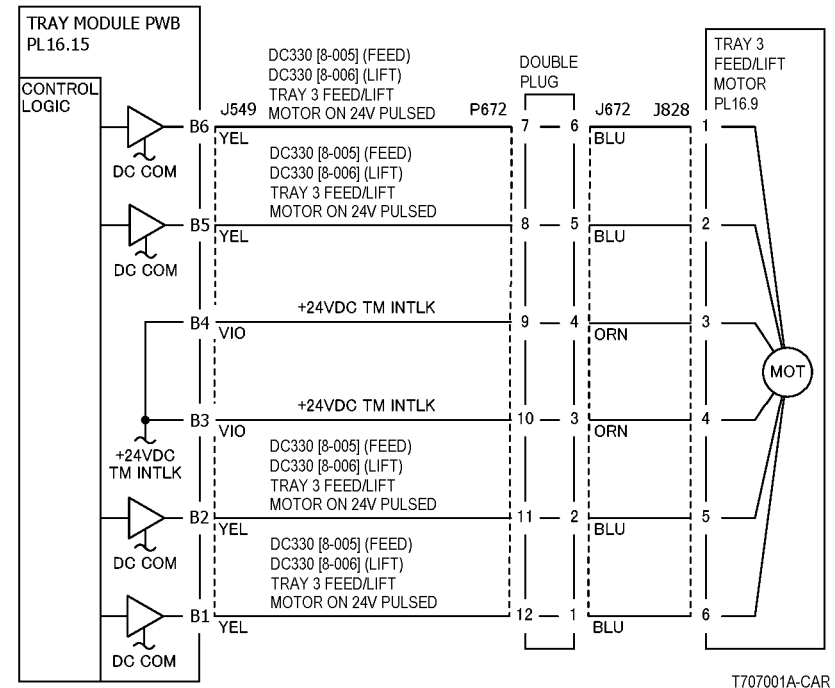 TRAY MODULE PWB
PL16.15
CONTROL
LOGIC
DC330 [8-005] (FEED)
DC330 [8-006] (LIFT)
TRAY 3 FEED/LIFT
MOTOR ON 24V PULSED
DOUBLE
PLUG
TRAY 3
FEED/LIFT
MOTOR
PL16.9
J549
P672
J672
J828
B6
YEL
7
6
BLU
1
DC COM
DC330 [8-005] (FEED)
DC330 [8-006] (LIFT)
TRAY 3 FEED/LIFT
MOTOR ON 24V PULSED
B5
YEL
8
5
BLU
2
DC COM
+24VDC TM INTLK
B4
VIO
9
4
ORN
3
MOT
+24VDC TM INTLK
B3
VIO
10
3
ORN
4
+24VDC
TM INTLK
DC330 [8-005] (FEED)
DC330 [8-006] (LIFT)
TRAY 3 FEED/LIFT
MOTOR ON 24V PULSED
B2
YEL
11
2
BLU
5
DC COM
DC330 [8-005] (FEED)
DC330 [8-006] (LIFT)
TRAY 3 FEED/LIFT
MOTOR ON 24V PULSED
B1
YEL
12
1
BLU
6
DC COM
T707001A-CAR